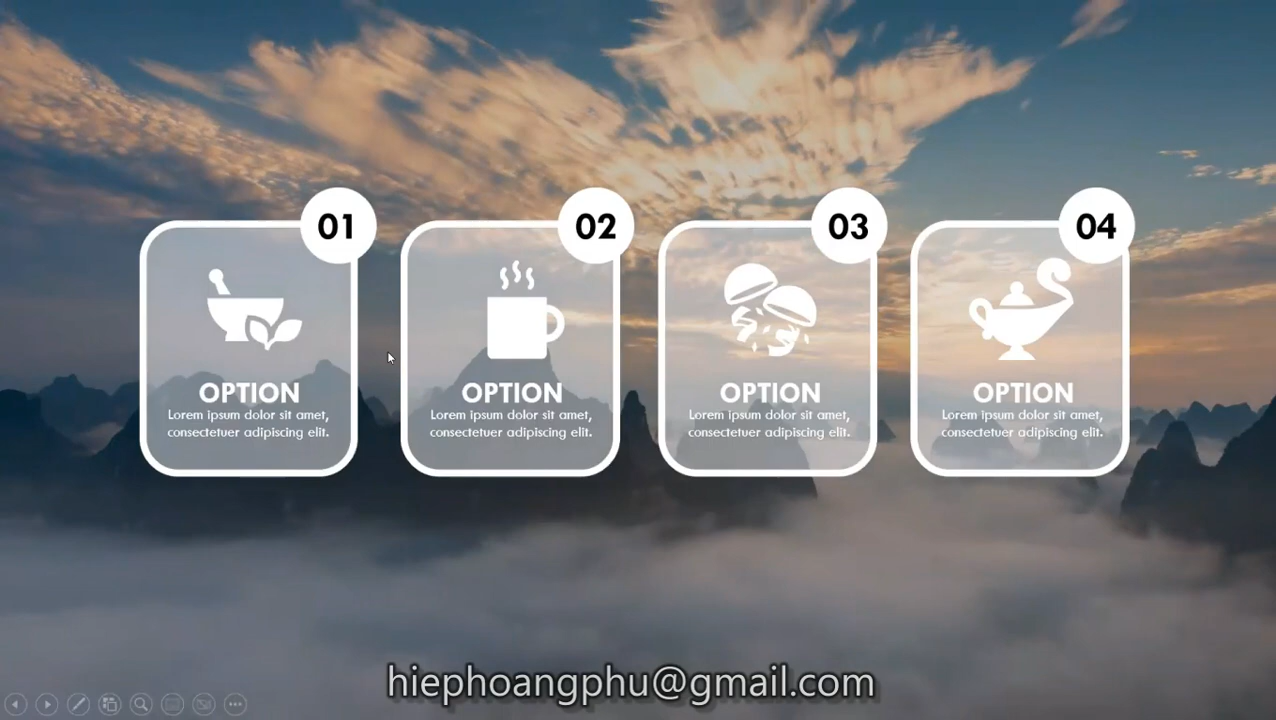 01
02
03
04
OPTION
Lorem ipsum dolor sit amet,
consectetuer adipiscing elit.
OPTION
Lorem ipsum dolor sit amet,
consectetuer adipiscing elit.
OPTION
Lorem ipsum dolor sit amet,
consectetuer adipiscing elit.
OPTION
Lorem ipsum dolor sit amet,
consectetuer adipiscing elit.
hiephoangphu@gmail.com